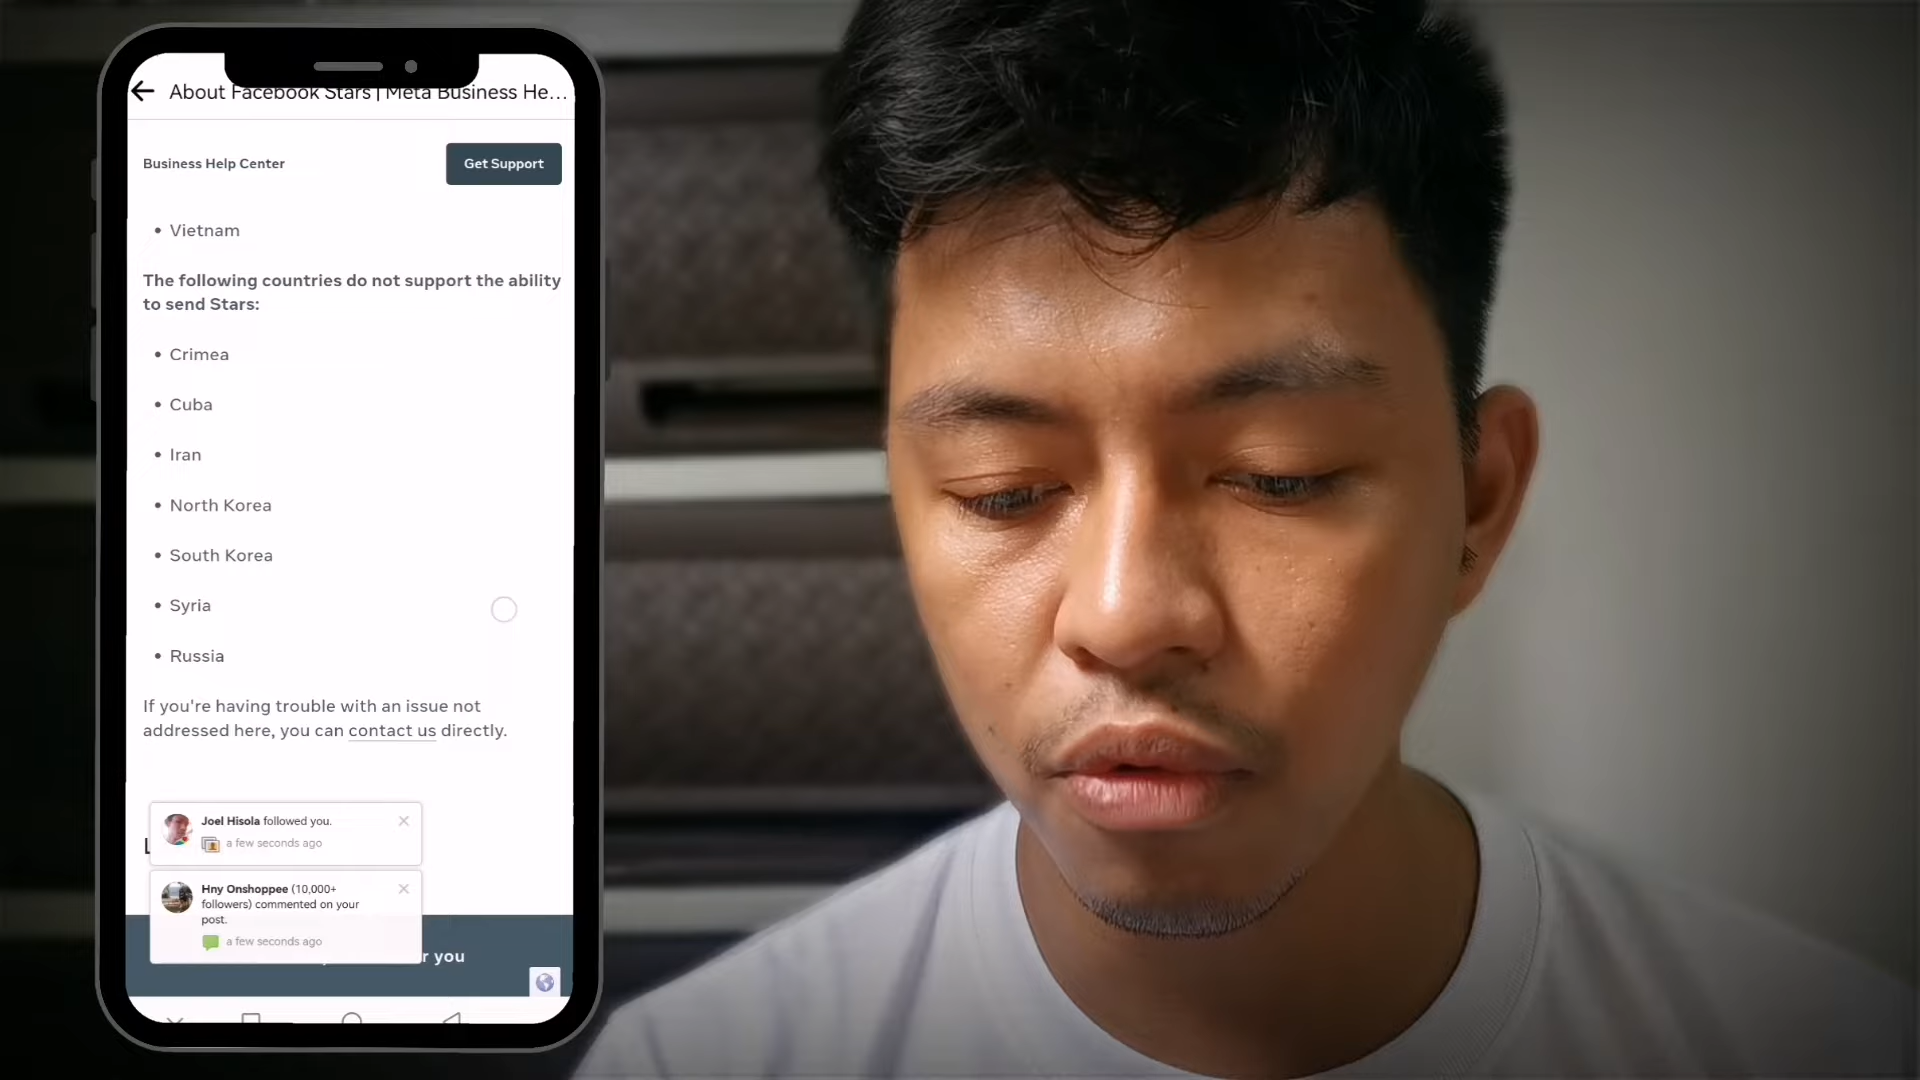 About Facebook Stars | Meta Business He...
Business Help Center
Get Support
• Vietnam
The following countries do not support the ability
to send Stars:
• Crimea
• Cuba
• Iran
• North Korea
• South Korea
• Syria
• Russia
If you're having trouble with an issue not
addressed here, you can contact us directly.
Joel Hisola followed you.
a few seconds ago
Hny Onshoppee (10,000+
followers) commented on your
post.
a few seconds ago
you